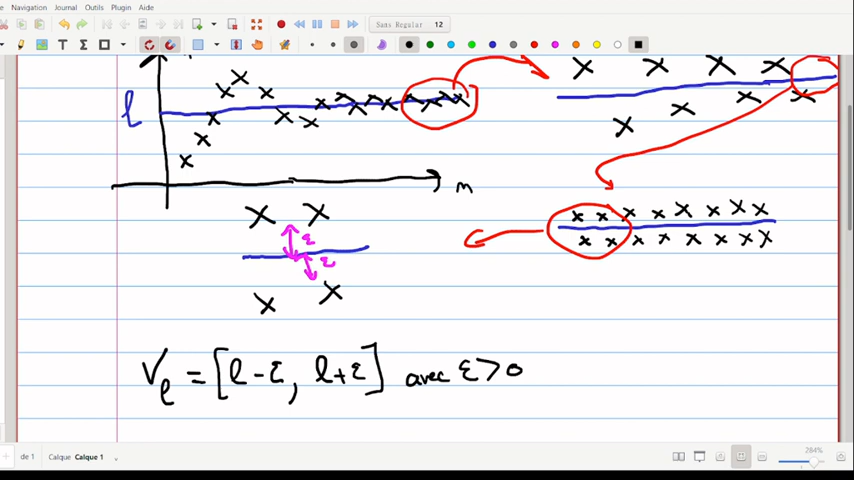 Navigation Journal Outils Plugin Aide
Sans Regular 12
l
n
ε
ε
V_l = [l-ε, l+ε] avec ε>0
de 1 Calque Calque 1
284%